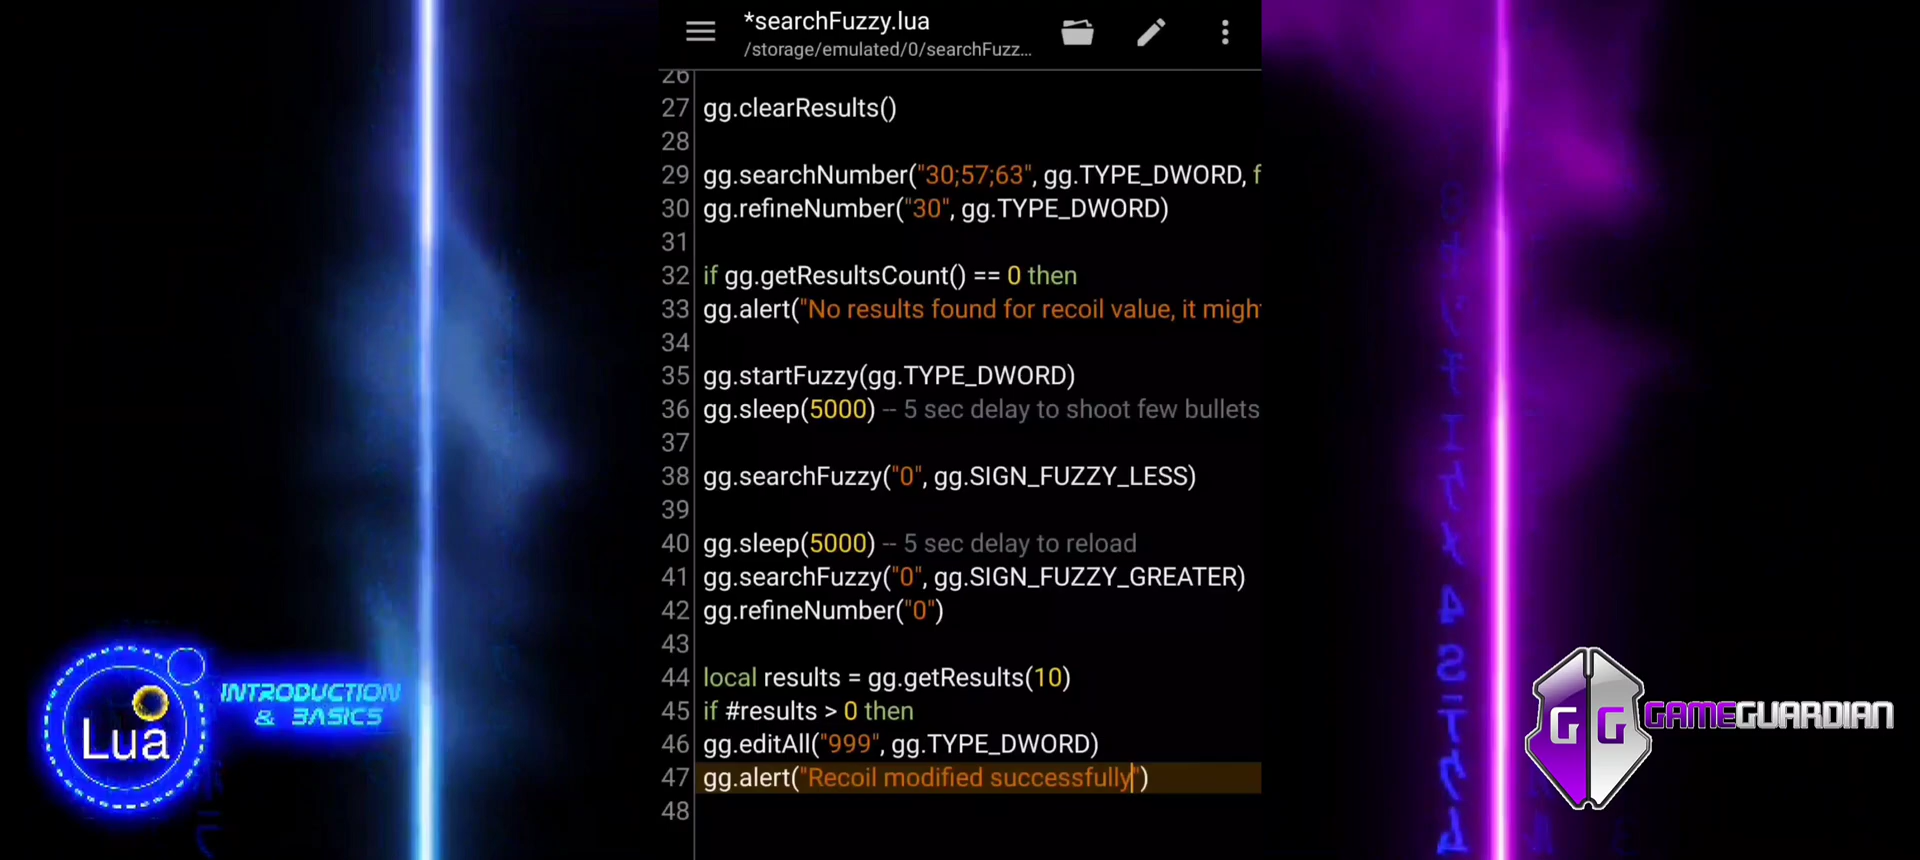 *searchFuzzy.lua
/storage/emulated/0/searchFuzz...
26
27 gg.clearResults()
28
29 gg.searchNumber("30;57;63", gg.TYPE_DWORD, f
30 gg.refineNumber("30", gg.TYPE_DWORD)
31
32 if gg.getResultsCount() == 0 then
33 gg.alert("No results found for recoil value, it migh
34
35 gg.startFuzzy(gg.TYPE_DWORD)
36 gg.sleep(5000) -- 5 sec delay to shoot few bullets
37
38 gg.searchFuzzy("0", gg.SIGN_FUZZY_LESS)
39
40 gg.sleep(5000) -- 5 sec delay to reload
41 gg.searchFuzzy("0", gg.SIGN_FUZZY_GREATER)
42 gg.refineNumber("0")
43
44 local results = gg.getResults(10)
45 if #results > 0 then
46 gg.editAll("999", gg.TYPE_DWORD)
47 gg.alert("Recoil modified successfully")
48
Lua
INTRODUCTION
& BASICS
GG
GAMEGUARDIAN